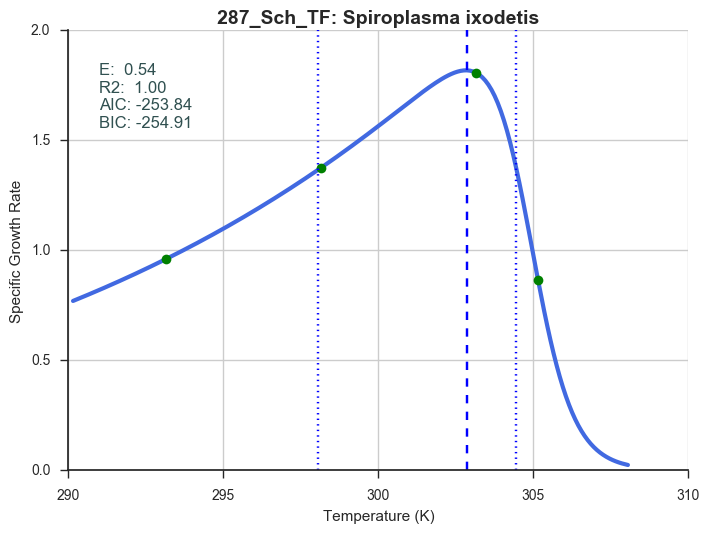 287_Sch_TF: Spiroplasma ixodetis
E:  0.54
R2:  1.00
AIC: -253.84
BIC: -254.91
Specific Growth Rate
2.0
1.5
1.0
0.5
0.0
290
295
300
305
310
Temperature (K)